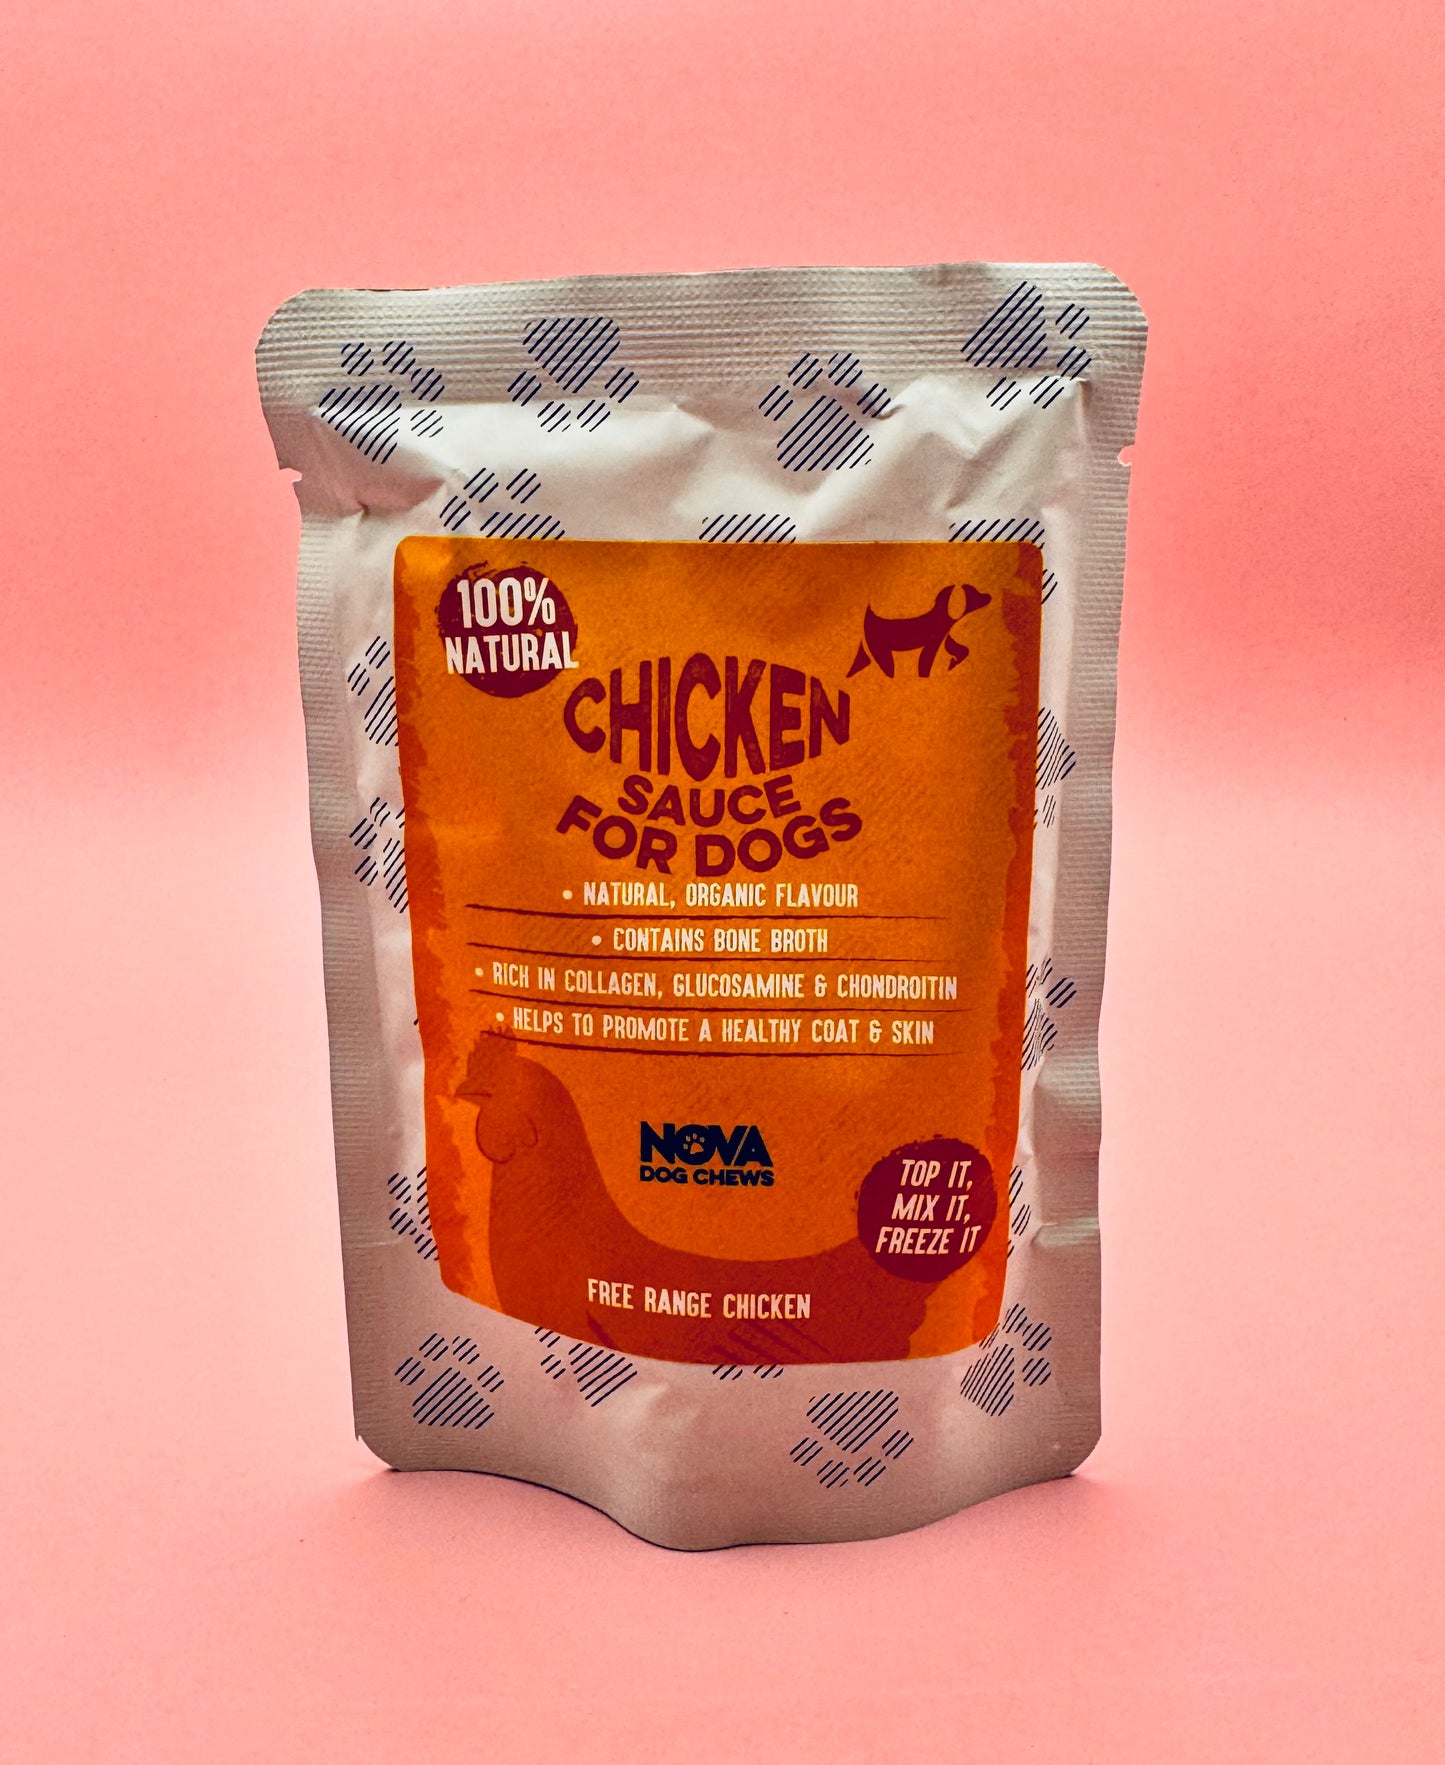 100%
NATURAL
CHICKEN
SAUCE
FOR DOGS
• NATURAL, ORGANIC FLAVOUR
• CONTAINS BONE BROTH
• RICH IN COLLAGEN, GLUCOSAMINE & CHONDROITIN
• HELPS TO PROMOTE A HEALTHY COAT & SKIN
NOVA
DOG CHEWS
TOP IT,
MIX IT,
FREEZE IT
FREE RANGE CHICKEN